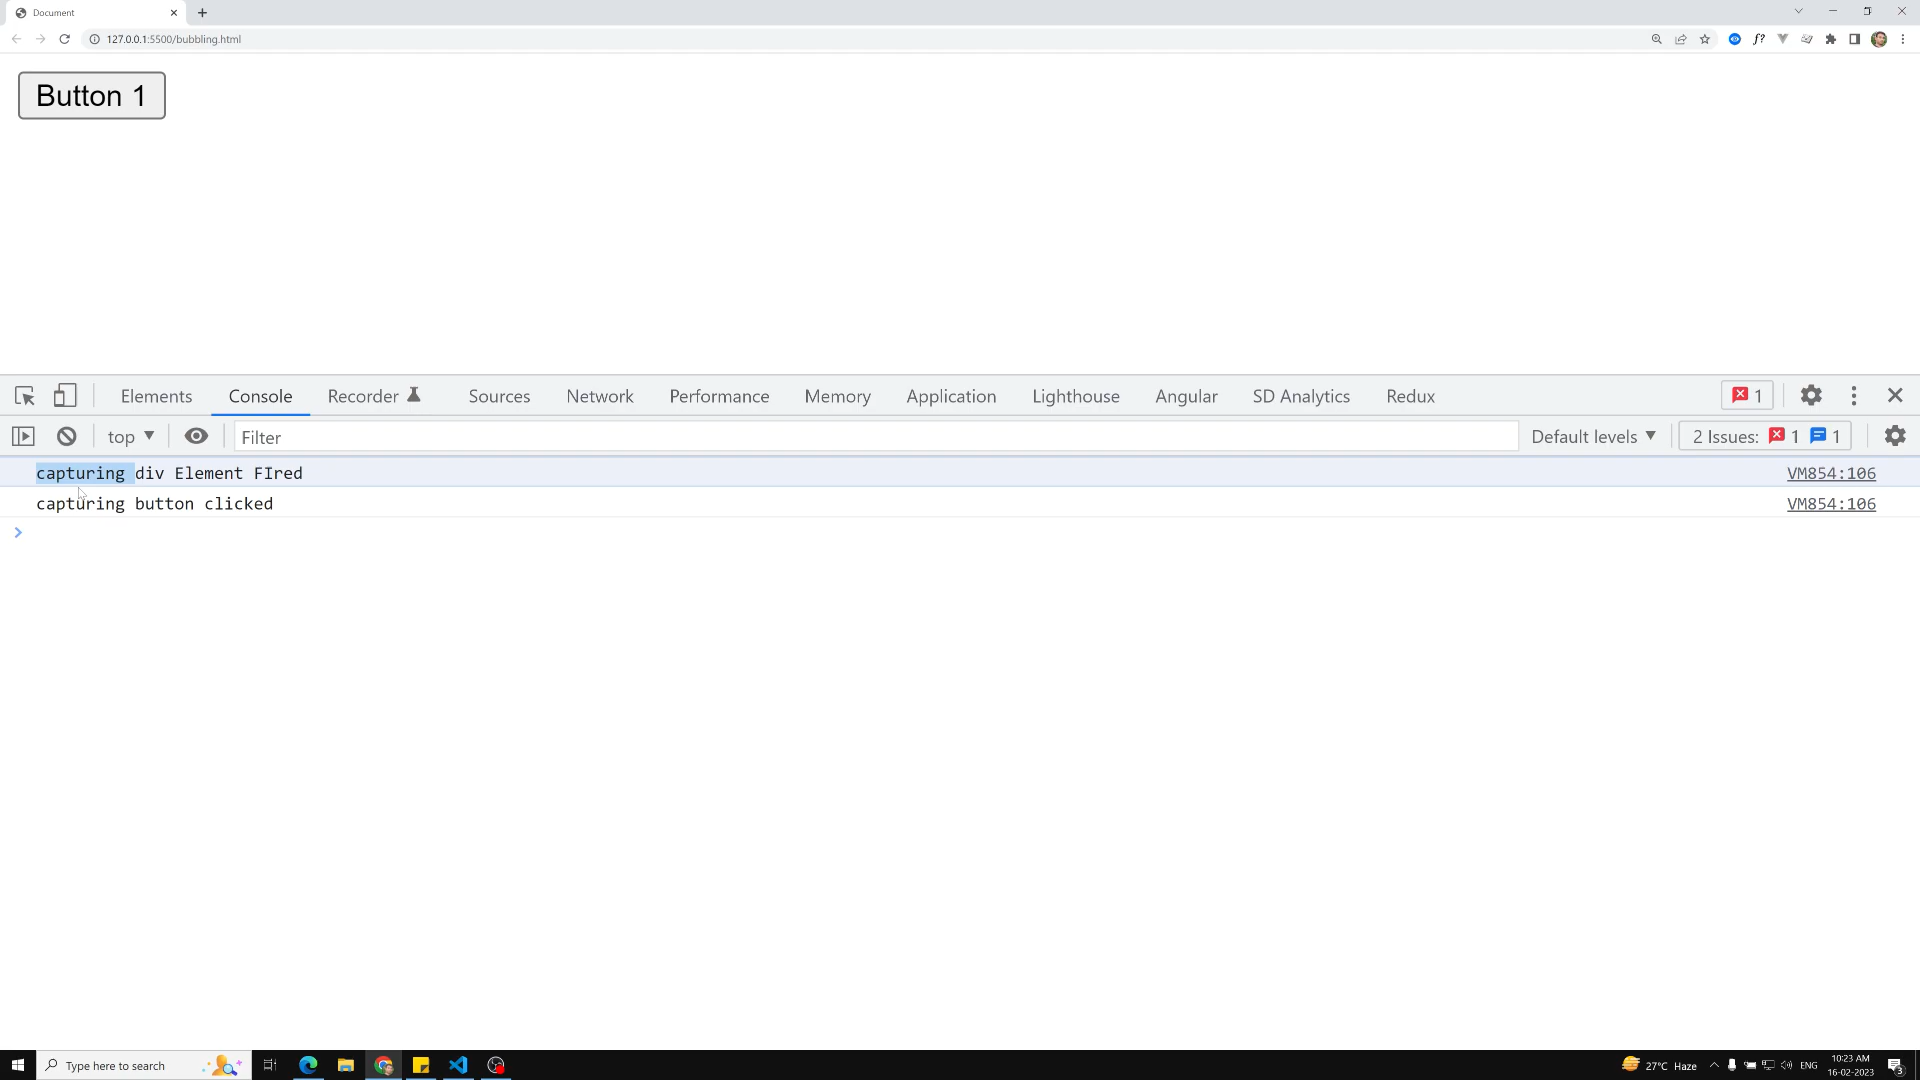 Document
127.0.0.1:5500/bubbling.html
Button 1
Elements Console Recorder Sources Network Performance Memory Application Lighthouse Angular SD Analytics Redux 1
top Filter Default levels 2 Issues: 1 1
capturing div Element FIred VM854:106
capturing button clicked VM854:106
Type here to search 27°C Haze ENG 10:23 AM
16-02-2023 3